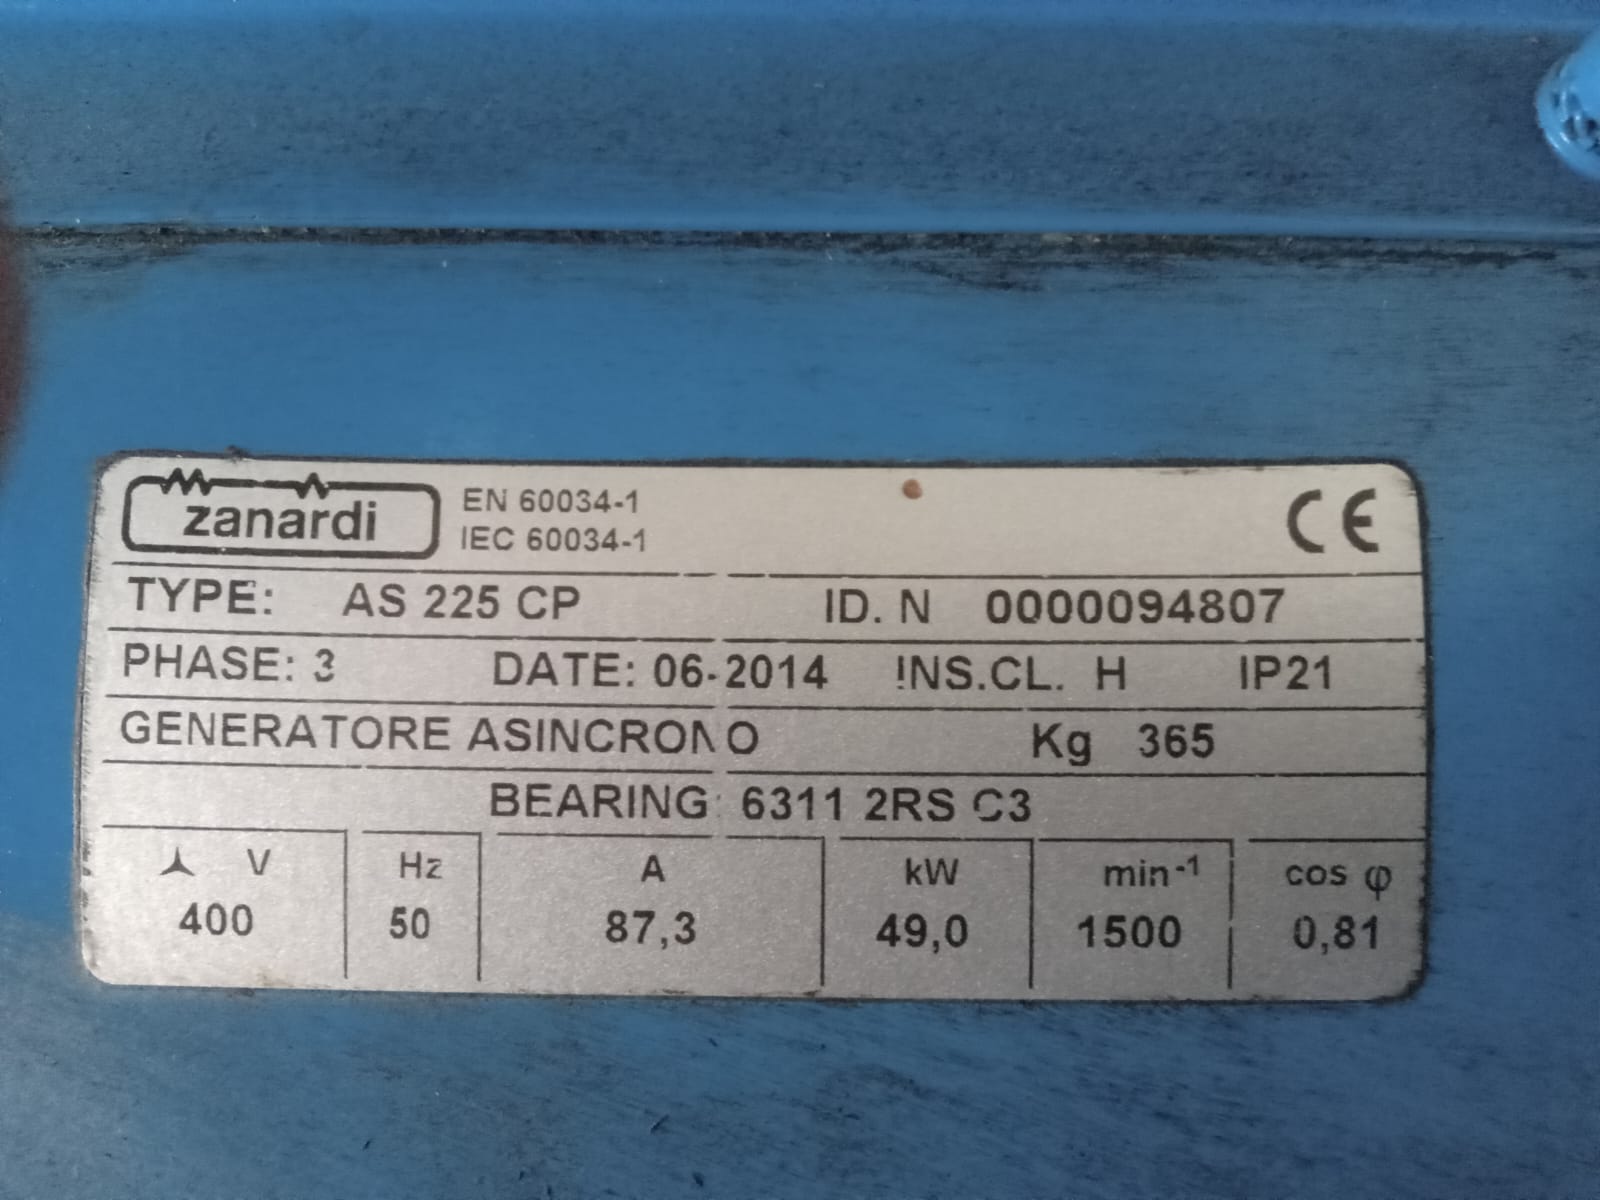 zanardi
EN 60034-1
IEC 60034-1
CE
TYPE: AS 225 CP ID. N 0000094807
PHASE: 3 DATE: 06-2014 INS.CL. H IP21
GENERATORE ASINCRONO Kg 365
BEARING: 6311 2RS C3
V Hz A kW min-1 cos φ
400 50 87,3 49,0 1500 0,81